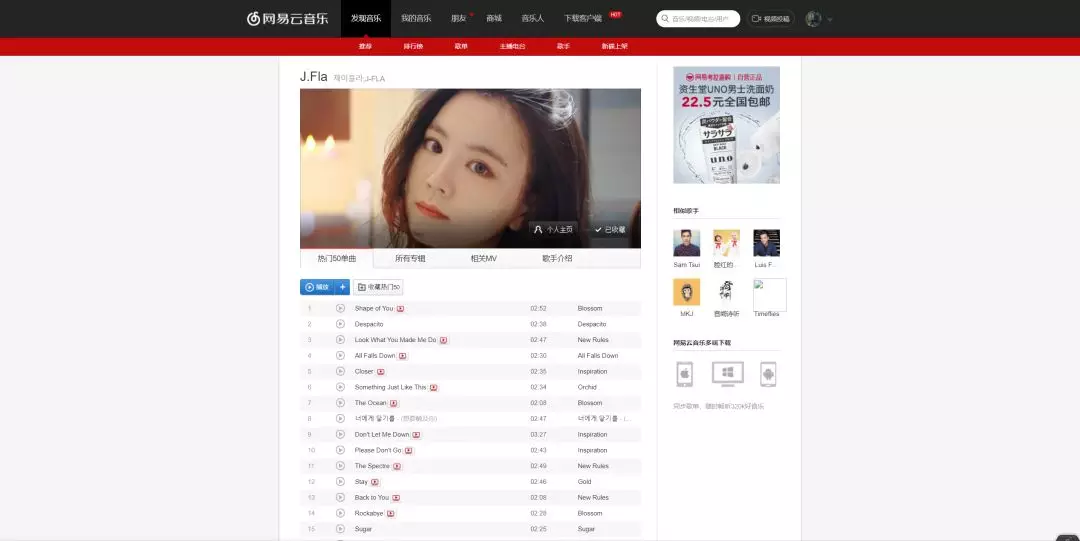 网易云音乐 发现音乐 我的音乐 朋友 商城 音乐人 下载客户端 HOT 音乐/视频/电台/用户 视频投稿
推荐 排行榜 歌单 主播电台 歌手 新碟上架
J.Fla 제이플라;J-FLA
个人主页 已收藏
热门50单曲 所有专辑 相关MV 歌手介绍
播放 + 收藏热门50
1 Shape of You 02:52 Blossom
2 Despacito 02:38 Despacito
3 Look What You Made Me Do 02:47 New Rules
4 All Falls Down 02:30 All Falls Down
5 Closer 02:35 Inspiration
6 Something Just Like This 02:34 Orchid
7 The Ocean 02:08 Blossom
8 너에게 닿기를 - (想要触及你) 02:47 너에게 닿기를 - (...
9 Don't Let Me Down 03:27 Inspiration
10 Please Don't Go 02:43 Inspiration
11 The Spectre 02:49 New Rules
12 Stay 02:46 Gold
13 Back to You 02:08 New Rules
14 Rockabye 02:28 Blossom
15 Sugar 02:25 Sugar
网易考拉海购 自营正品
资生堂UNO男士洗面奶
22.5元全国包邮
サラサラ
BLACK
uno
相似歌手
Sam Tsui 脸红的... Luis F...
MKJ Timeflies
网易云音乐多端下载
同步歌单，随时畅听320k好音乐